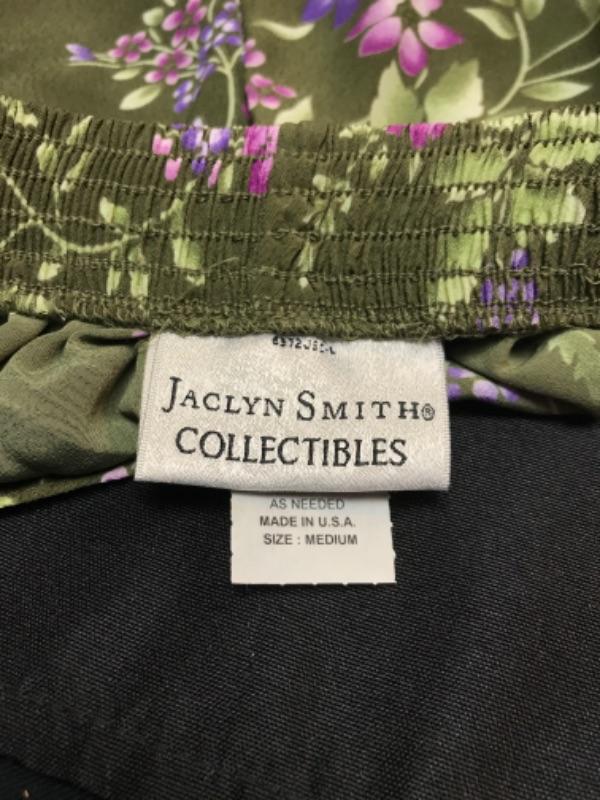 JACLYN SMITH®
COLLECTIBLES
AS NEEDED
MADE IN U.S.A.
SIZE : MEDIUM